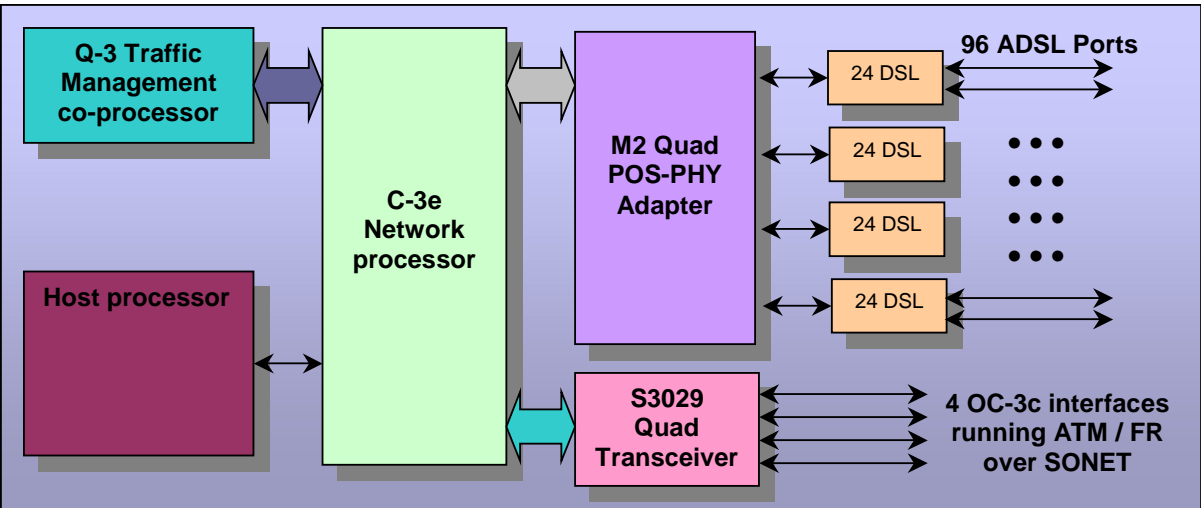 Q-3 Traffic
Management
co-processor
Host processor
C-3e
Network
processor
M2 Quad
POS-PHY
Adapter
S3029
Quad
Transceiver
24 DSL
24 DSL
24 DSL
24 DSL
96 ADSL Ports
4 OC-3c interfaces
running ATM / FR
over SONET